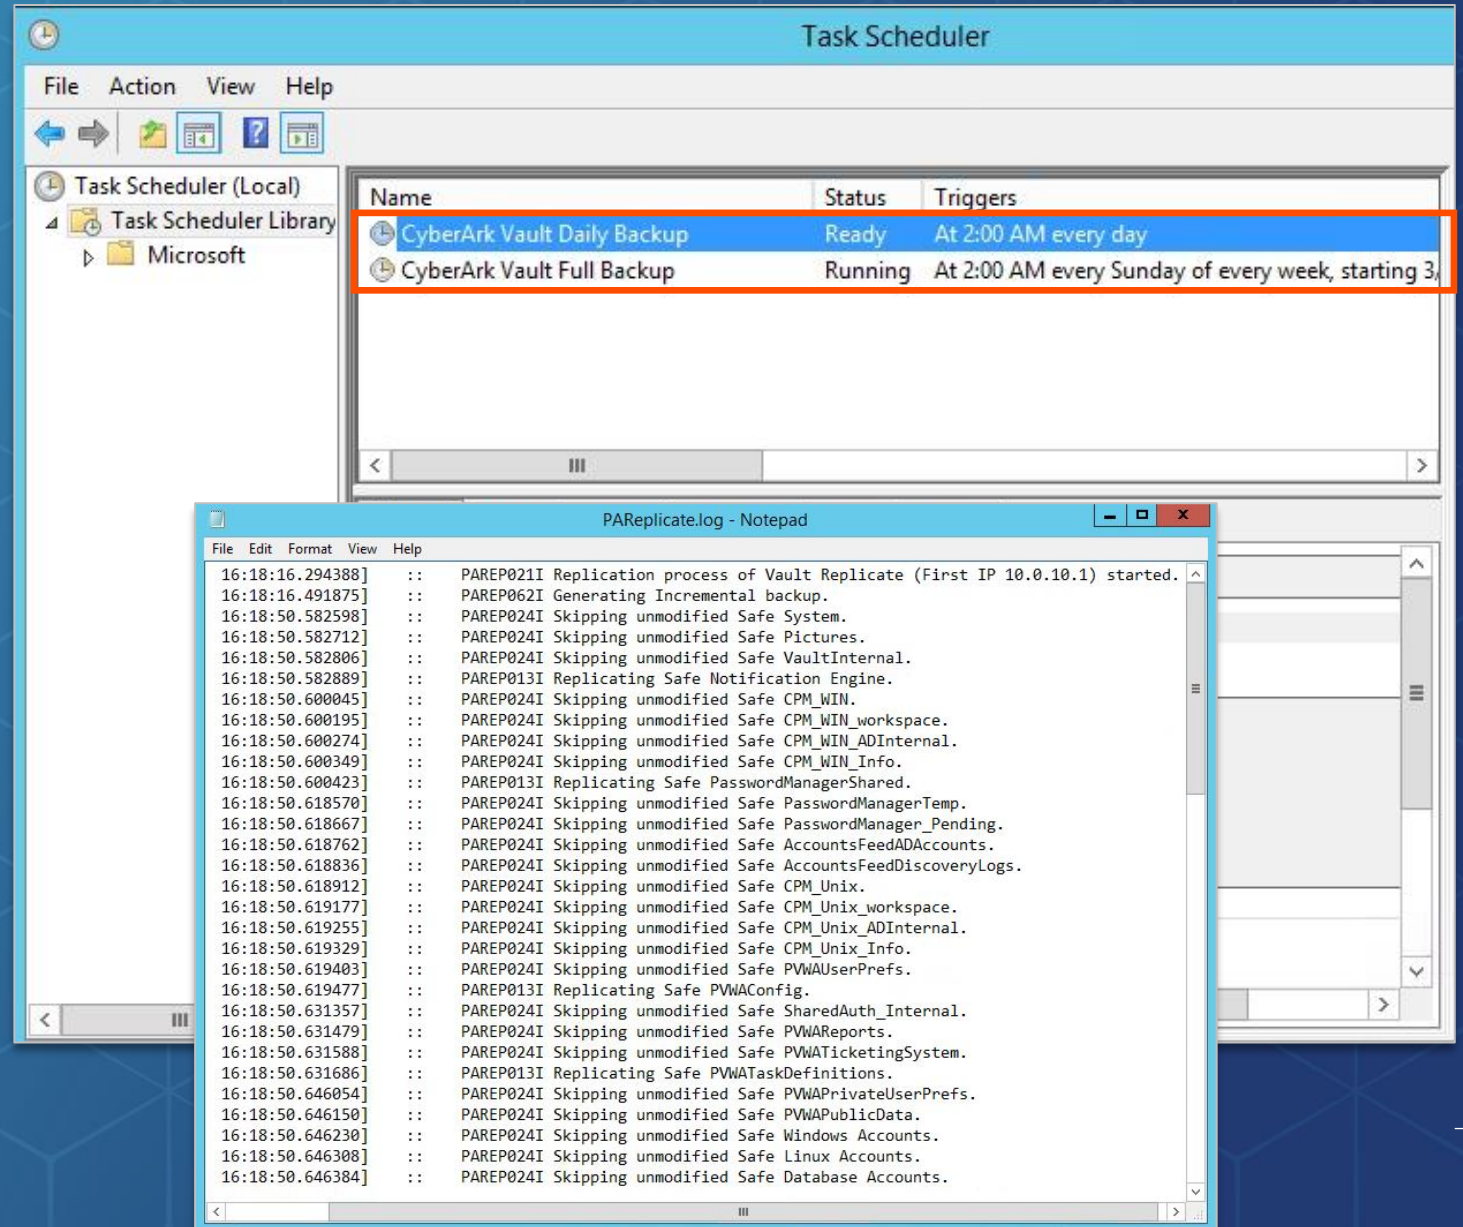 Task Scheduler
File Action View Help
Task Scheduler (Local)
Task Scheduler Library
Microsoft
Name Status Triggers
CyberArk Vault Daily Backup Ready At 2:00 AM every day
CyberArk Vault Full Backup Running At 2:00 AM every Sunday of every week, starting 3/
PAReplicate.log - Notepad
File Edit Format View Help
16:18:16.294388] :: PAREP021I Replication process of Vault Replicate (First IP 10.0.10.1) started.
16:18:16.491875] :: PAREP062I Generating Incremental backup.
16:18:50.582598] :: PAREP024I Skipping unmodified Safe System.
16:18:50.582712] :: PAREP024I Skipping unmodified Safe Pictures.
16:18:50.582806] :: PAREP024I Skipping unmodified Safe VaultInternal.
16:18:50.582889] :: PAREP013I Replicating Safe Notification Engine.
16:18:50.600045] :: PAREP024I Skipping unmodified Safe CPM_WIN.
16:18:50.600195] :: PAREP024I Skipping unmodified Safe CPM_WIN_workspace.
16:18:50.600274] :: PAREP024I Skipping unmodified Safe CPM_WIN_ADInternal.
16:18:50.600349] :: PAREP024I Skipping unmodified Safe CPM_WIN_Info.
16:18:50.600423] :: PAREP013I Replicating Safe PasswordManagerShared.
16:18:50.618570] :: PAREP024I Skipping unmodified Safe PasswordManagerTemp.
16:18:50.618667] :: PAREP024I Skipping unmodified Safe PasswordManager_Pending.
16:18:50.618762] :: PAREP024I Skipping unmodified Safe AccountsFeedADAccounts.
16:18:50.618836] :: PAREP024I Skipping unmodified Safe AccountsFeedDiscoveryLogs.
16:18:50.618912] :: PAREP024I Skipping unmodified Safe CPM_Unix.
16:18:50.619177] :: PAREP024I Skipping unmodified Safe CPM_Unix_workspace.
16:18:50.619255] :: PAREP024I Skipping unmodified Safe CPM_Unix_ADInternal.
16:18:50.619329] :: PAREP024I Skipping unmodified Safe CPM_Unix_Info.
16:18:50.619403] :: PAREP024I Skipping unmodified Safe PVWAUserPrefs.
16:18:50.619477] :: PAREP013I Replicating Safe PVWAConfig.
16:18:50.631357] :: PAREP024I Skipping unmodified Safe SharedAuth_Internal.
16:18:50.631479] :: PAREP024I Skipping unmodified Safe PVWAReports.
16:18:50.631588] :: PAREP024I Skipping unmodified Safe PVWATicketingSystem.
16:18:50.631686] :: PAREP013I Replicating Safe PVWATaskDefinitions.
16:18:50.646054] :: PAREP024I Skipping unmodified Safe PVWAPrivateUserPrefs.
16:18:50.646150] :: PAREP024I Skipping unmodified Safe PVWAPublicData.
16:18:50.646230] :: PAREP024I Skipping unmodified Safe Windows Accounts.
16:18:50.646308] :: PAREP024I Skipping unmodified Safe Linux Accounts.
16:18:50.646384] :: PAREP024I Skipping unmodified Safe Database Accounts.